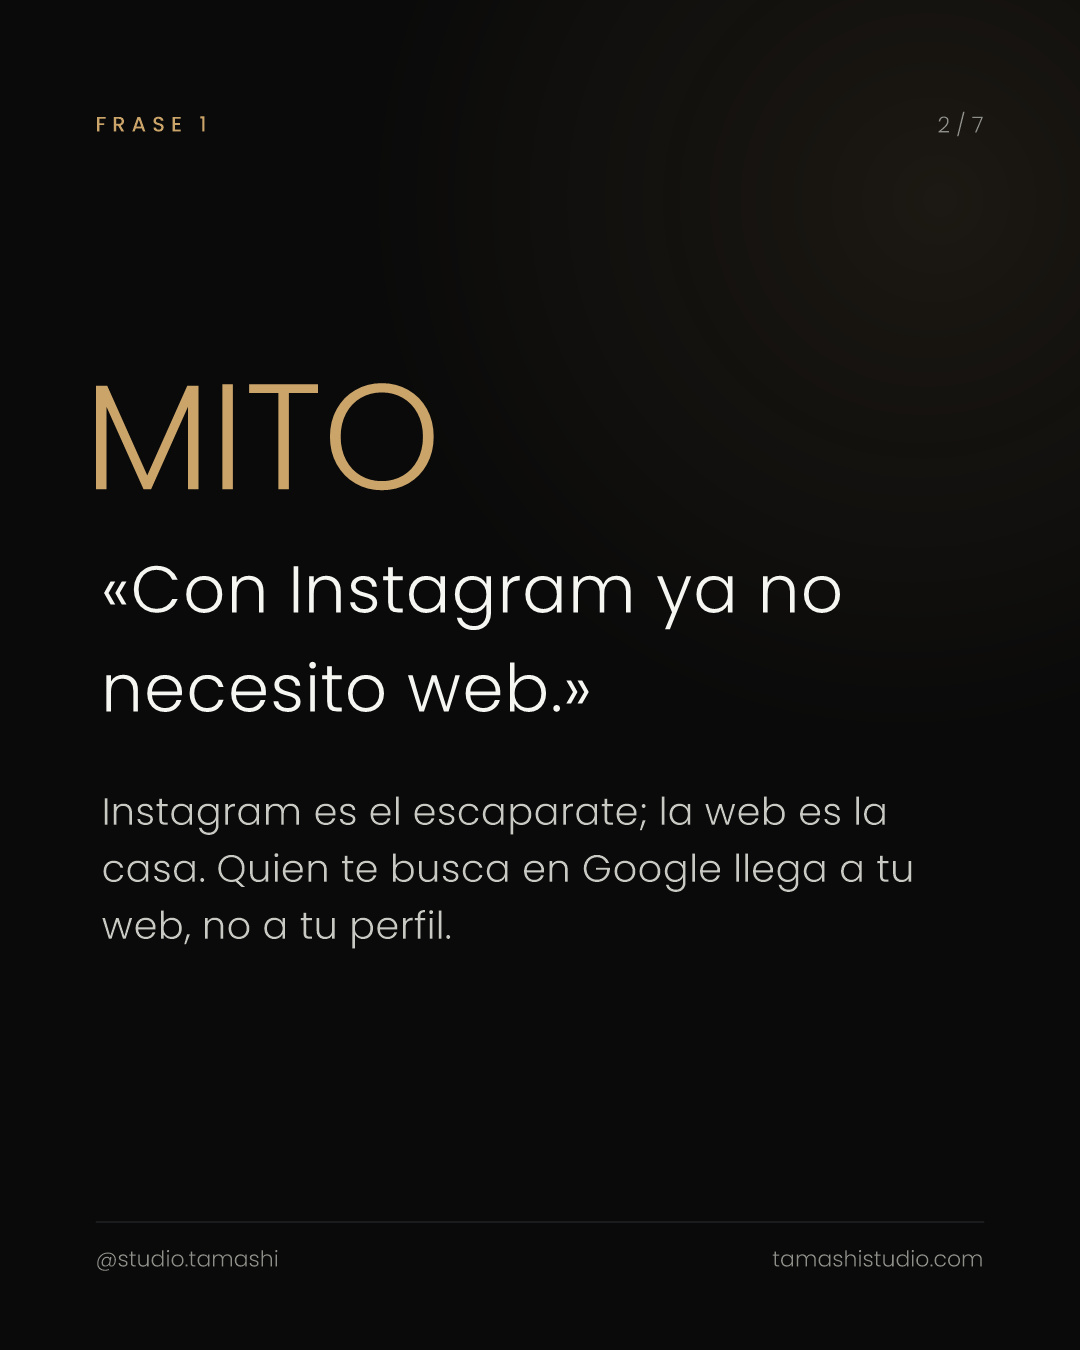 FRASE 1
2 / 7
MITO
«Con Instagram ya no
necesito web.»
Instagram es el escaparate; la web es la
casa. Quien te busca en Google llega a tu
web, no a tu perfil.
@studio.tamashi
tamashistudio.com